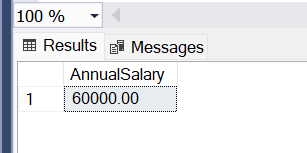 100 %
Results Messages
AnnualSalary
1 60000.00